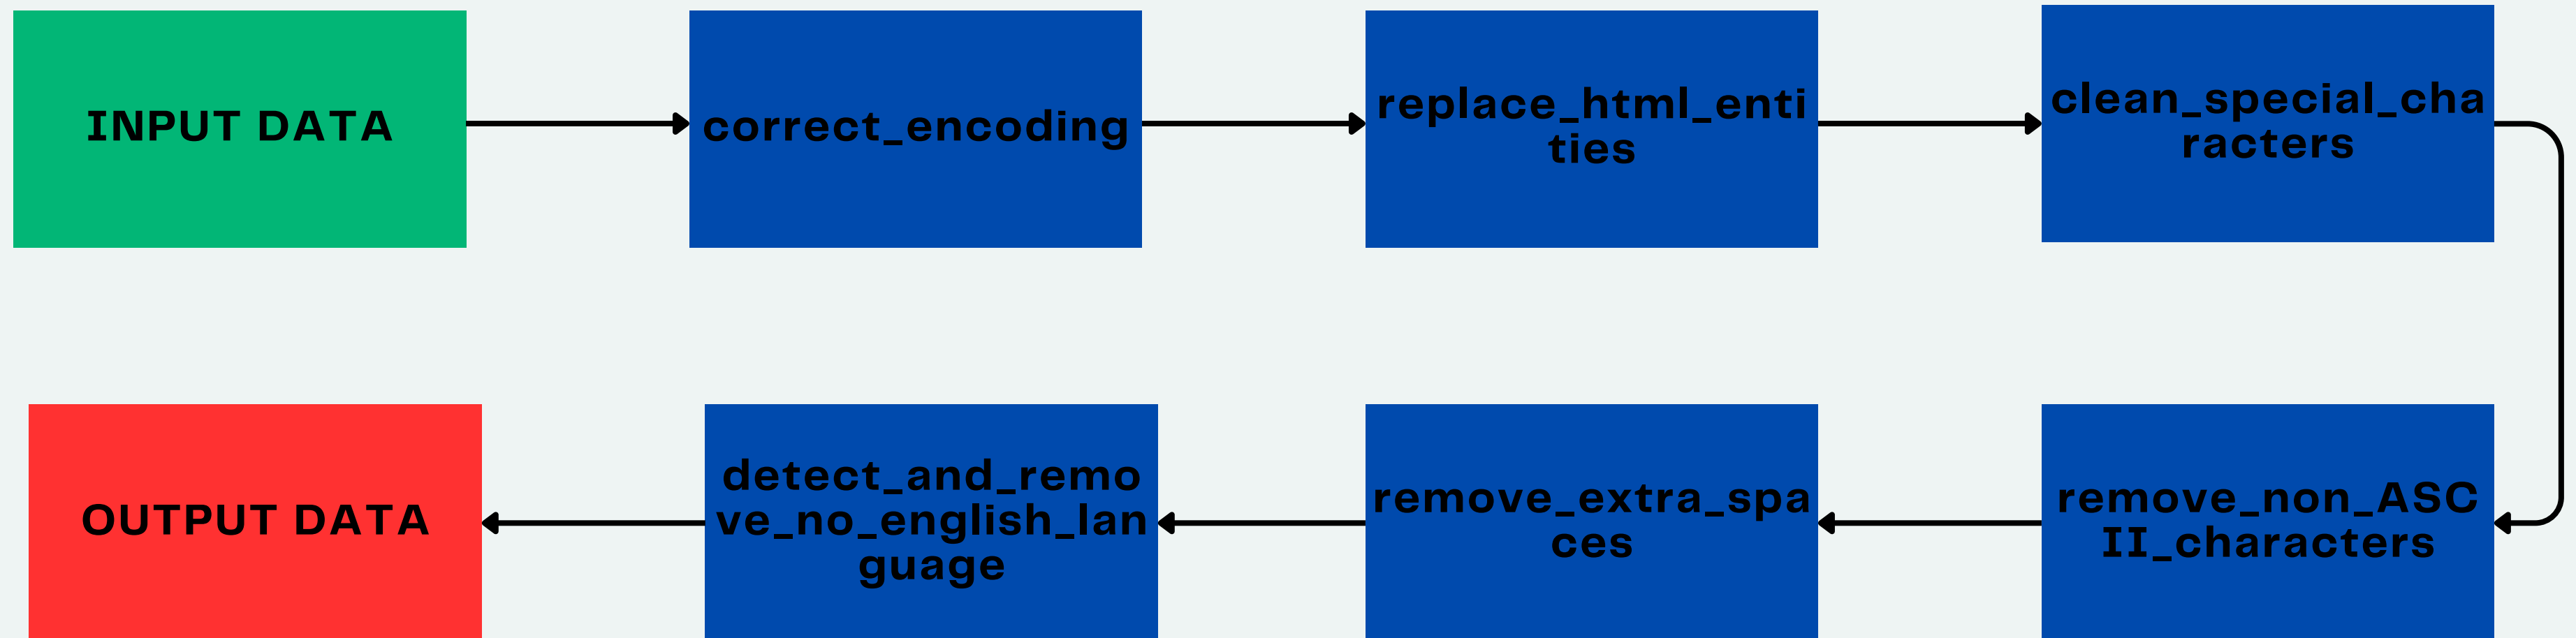 INPUT DATA
correct_encoding
replace_html_enti
ties
clean_special_cha
racters
remove_non_ASC
II_characters
remove_extra_spa
ces
detect_and_remo
ve_no_english_lan
guage
OUTPUT DATA